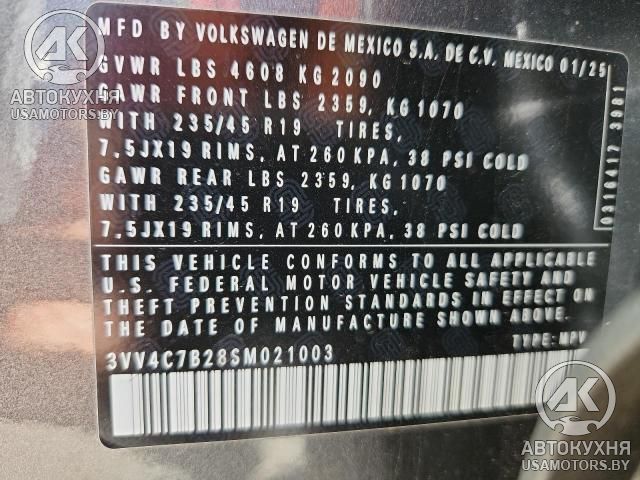 MFD BY VOLKSWAGEN DE MEXICO S.A. DE C.V. MEXICO 01/25
GVWR LBS 4608 KG 2090
GAWR FRONT LBS 2359, KG 1070
WITH 235/45 R19 TIRES,
7,5JX19 RIMS, AT 260 KPA, 38 PSI COLD
GAWR REAR LBS 2359, KG 1070
WITH 235/45 R19 TIRES,
7,5JX19 RIMS, AT 260 KPA, 38 PSI COLD
0310417 3981
THIS VEHICLE CONFORMS TO ALL APPLICABLE
U.S. FEDERAL MOTOR VEHICLE SAFETY AND
THEFT PREVENTION STANDARDS IN EFFECT ON
THE DATE OF MANUFACTURE SHOWN ABOVE.
3VV4C7B28SM021003 TYPE: MPV
АВТОКУХНЯ
USAMOTORS.BY
АВТОКУХНЯ
USAMOTORS.BY